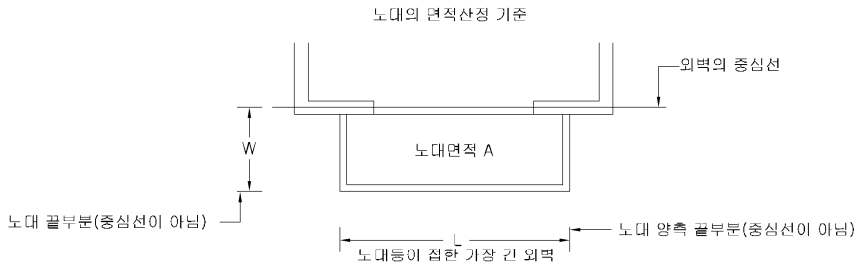 노대의 면적산정 기준
외벽의 중심선
W
노대면적 A
노대 끝부분(중심선이 아님)
노대 양측 끝부분(중심선이 아님)
L
노대등이 접한 가장 긴 외벽